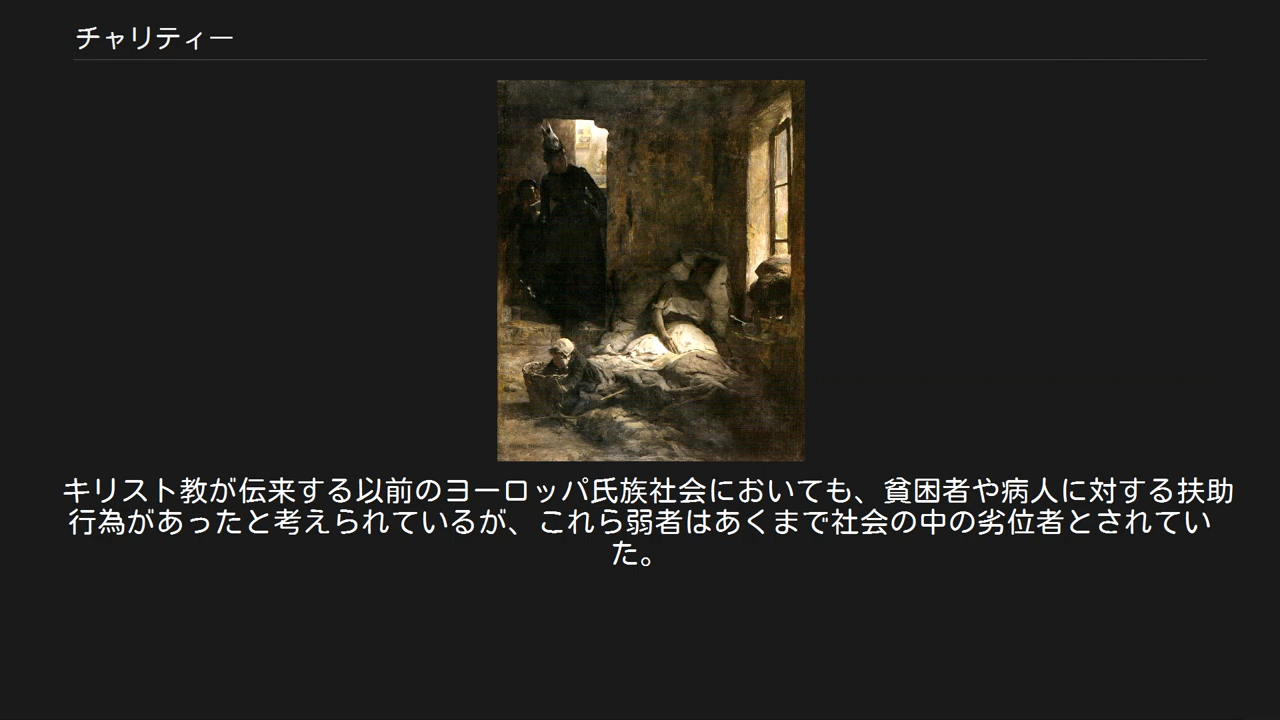 チャリティー
キリスト教が伝来する以前のヨーロッパ氏族社会においても、貧困者や病人に対する扶助
行為があったと考えられているが、これら弱者はあくまで社会の中の劣位者とされてい
た。